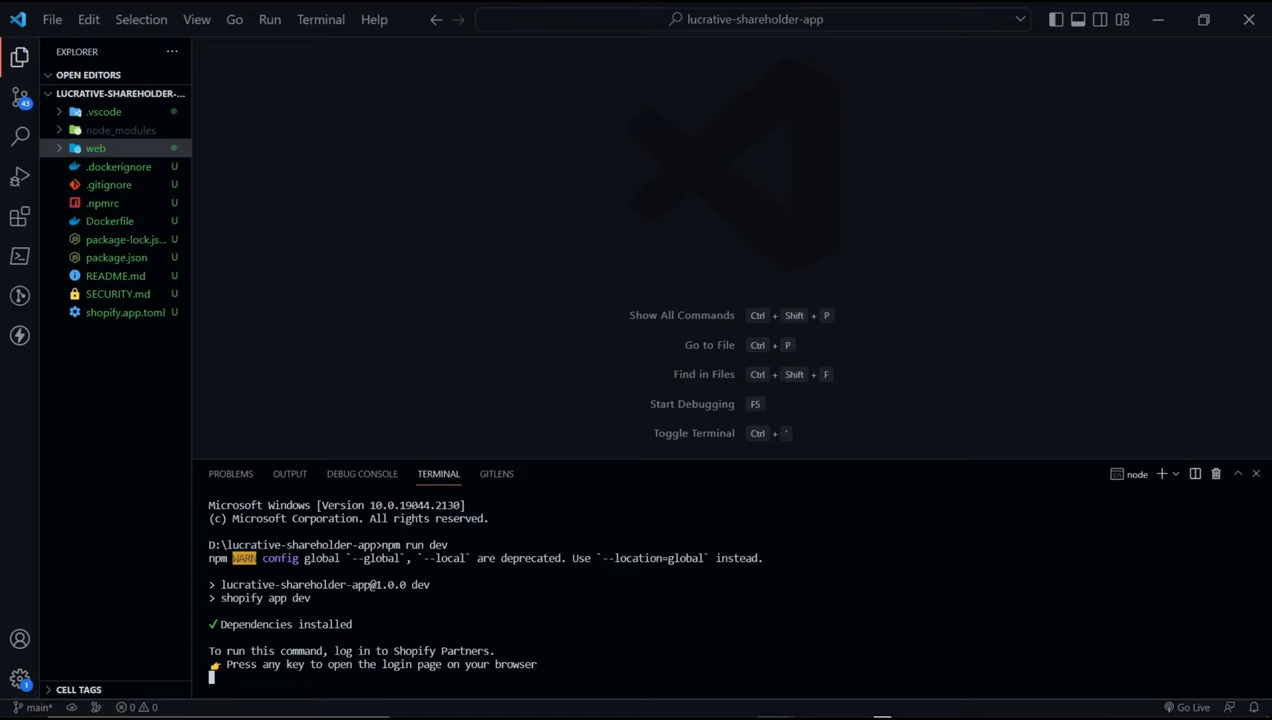 File Edit Selection View Go Run Terminal Help
lucrative-shareholder-app
EXPLORER
OPEN EDITORS
LUCRATIVE-SHAREHOLDER-...
.vscode
node_modules
web
.dockerignore U
.gitignore U
.npmrc U
Dockerfile U
package-lock.js... U
package.json U
README.md U
SECURITY.md U
shopify.app.toml U
43
Show All Commands Ctrl + Shift + P
Go to File Ctrl + P
Find in Files Ctrl + Shift + F
Start Debugging F5
Toggle Terminal Ctrl + '
PROBLEMS OUTPUT DEBUG CONSOLE TERMINAL GITLENS
node
Microsoft Windows [Version 10.0.19044.2130]
(c) Microsoft Corporation. All rights reserved.
D:\lucrative-shareholder-app>npm run dev
npm WARN config global `--global`, `--local` are deprecated. Use `--location=global` instead.
> lucrative-shareholder-app@1.0.0 dev
> shopify app dev
✓ Dependencies installed
To run this command, log in to Shopify Partners.
👉 Press any key to open the login page on your browser
1
CELL TAGS
main* 0 0 Go Live